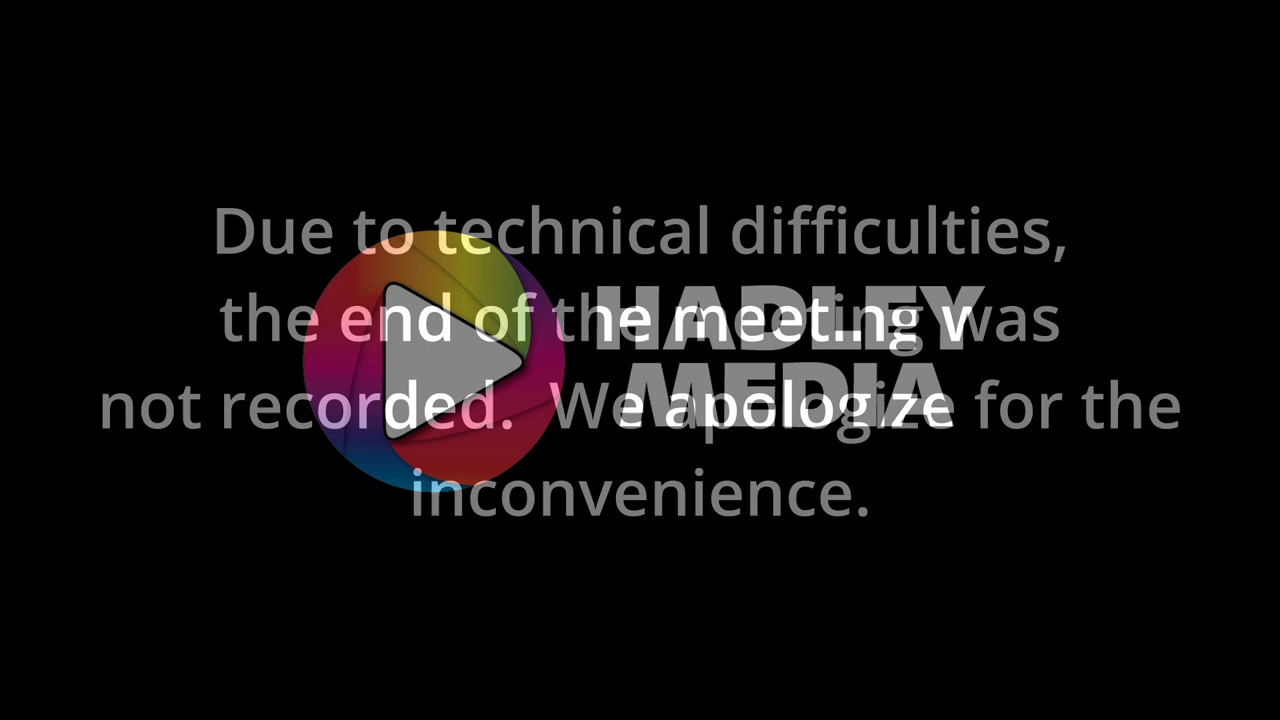 Due to technical difficulties,
the end of the meeting was
not recorded.  We apologize for the
inconvenience.
HADLEY
MEDIA